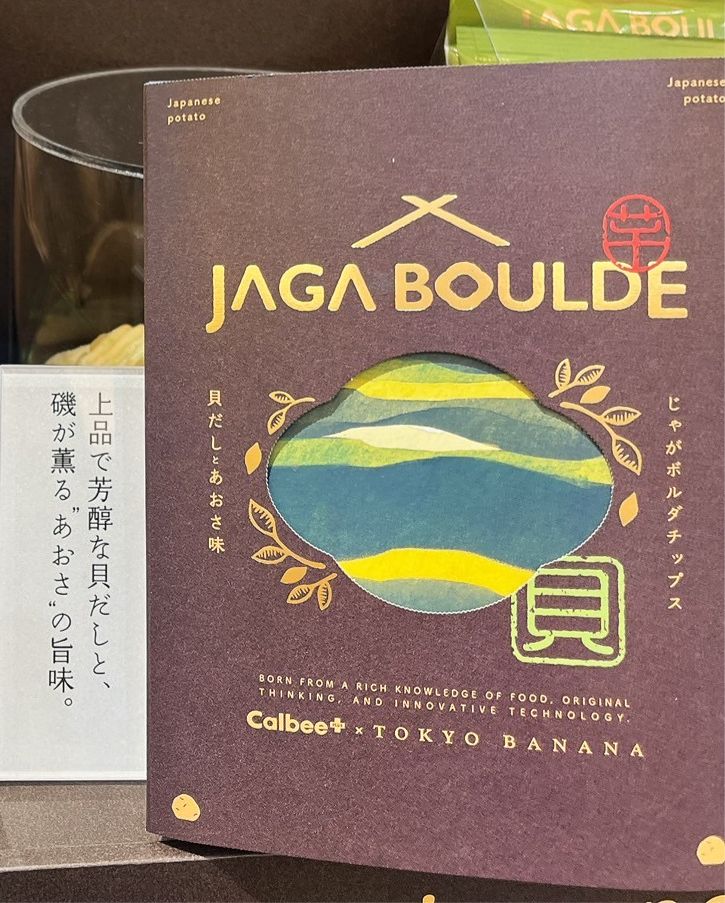 JAGA BOUL
Japanese
potato
Japanese
potato
芋
JAGA BOULDE
貝だしとあおさ味
じゃがボルダチップス
貝
BORN FROM A RICH KNOWLEDGE OF FOOD, ORIGINAL
THINKING, AND INNOVATIVE TECHNOLOGY.
Calbee+ × TOKYO BANANA
上品で芳醇な貝だしと、
磯が薫る"あおさ"の旨味。